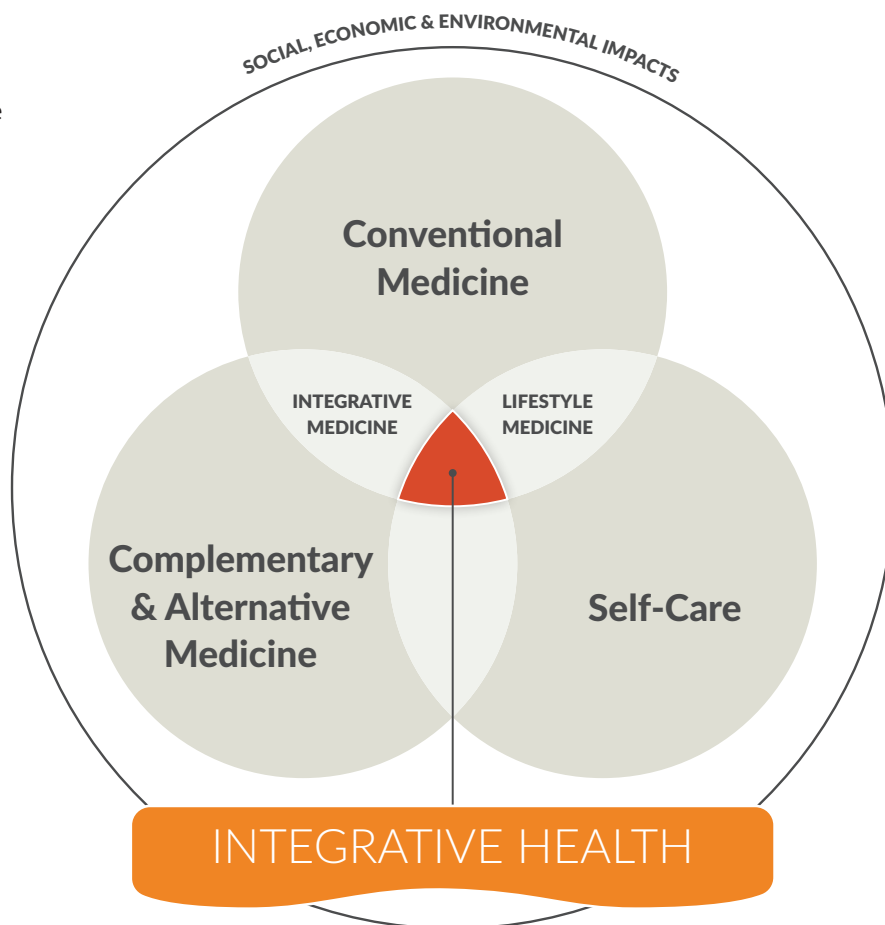 SOCIAL, ECONOMIC & ENVIRONMENTAL IMPACTS
e
Conventional
Medicine
INTEGRATIVE
MEDICINE
LIFESTYLE
MEDICINE
Complementary
& Alternative
Medicine
Self-Care
INTEGRATIVE HEALTH